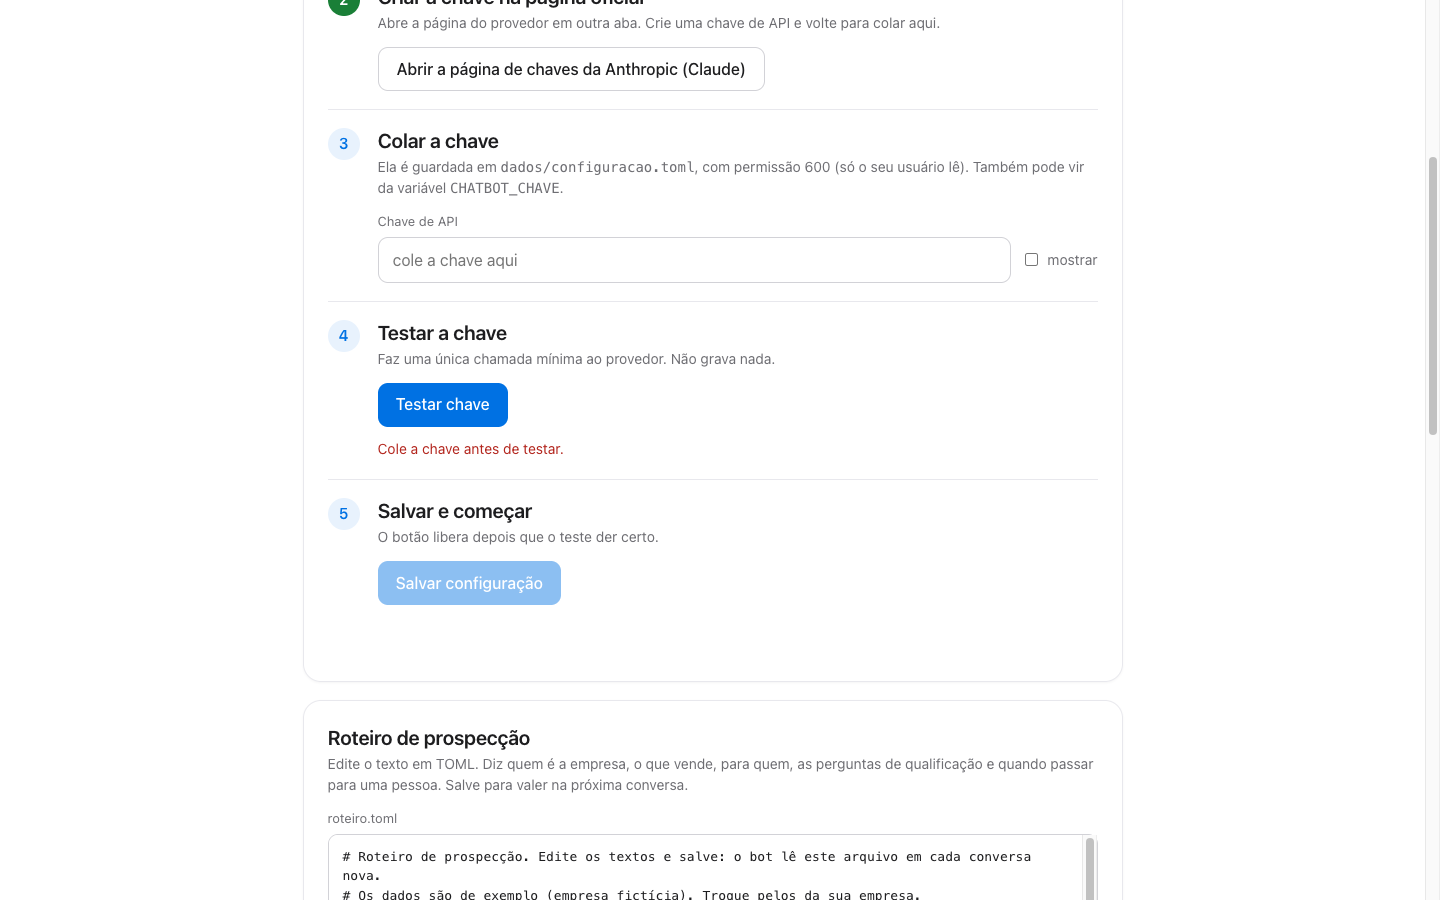 2
Criar a chave na página oficial
Abre a página do provedor em outra aba. Crie uma chave de API e volte para colar aqui.
Abrir a página de chaves da Anthropic (Claude)
3
Colar a chave
Ela é guardada em dados/configuracao.toml, com permissão 600 (só o seu usuário lê). Também pode vir
da variável CHATBOT_CHAVE.
Chave de API
cole a chave aqui
mostrar
4
Testar a chave
Faz uma única chamada mínima ao provedor. Não grava nada.
Testar chave
Cole a chave antes de testar.
5
Salvar e começar
O botão libera depois que o teste der certo.
Salvar configuração
Roteiro de prospecção
Edite o texto em TOML. Diz quem é a empresa, o que vende, para quem, as perguntas de qualificação e quando passar
para uma pessoa. Salve para valer na próxima conversa.
roteiro.toml
# Roteiro de prospecção. Edite os textos e salve: o bot lê este arquivo em cada conversa
nova.
# Os dados são de exemplo (empresa fictícia). Troque pelos da sua empresa.